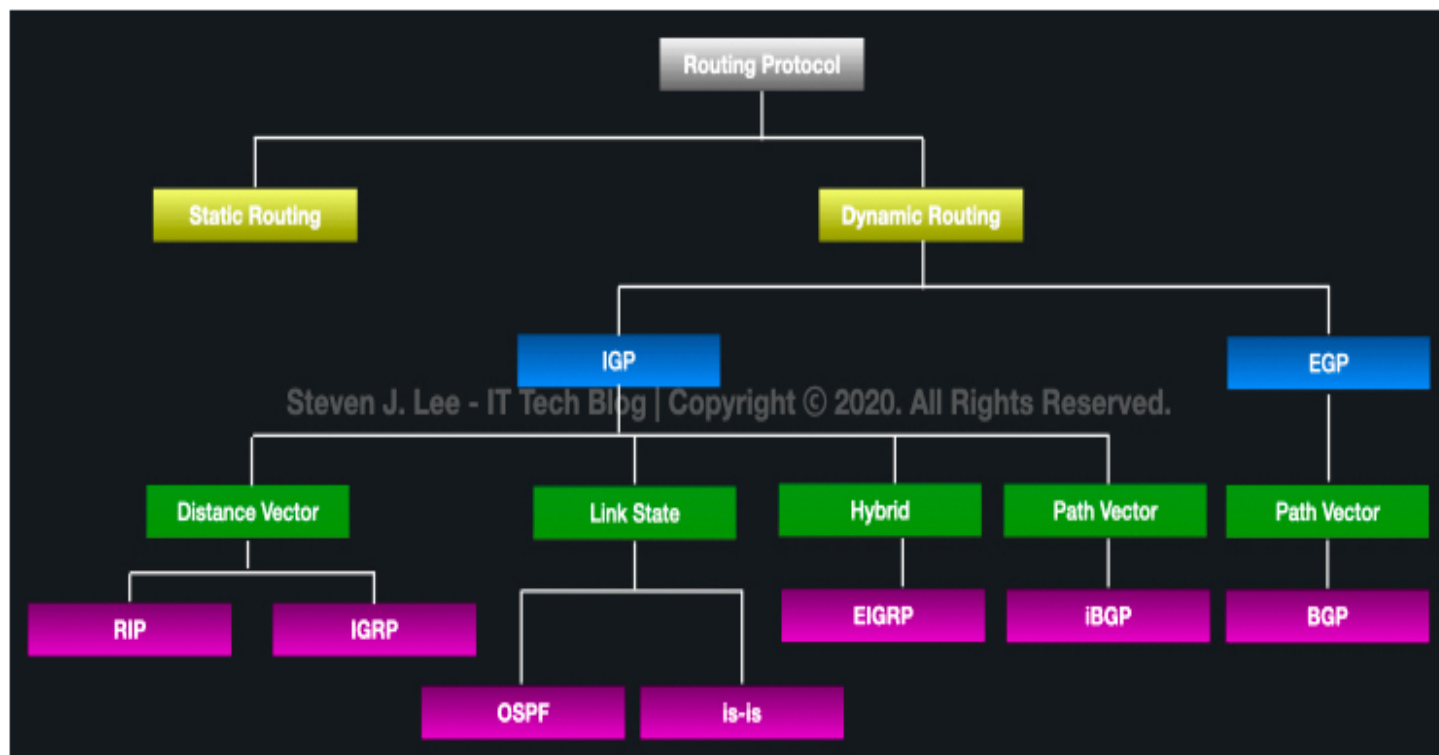 Routing Protocol
Static Routing
Dynamic Routing
IGP
EGP
Steven J. Lee - IT Tech Blog | Copyright © 2020. All Rights Reserved.
Distance Vector
Link State
Hybrid
Path Vector
Path Vector
RIP
IGRP
EIGRP
iBGP
BGP
OSPF
is-is